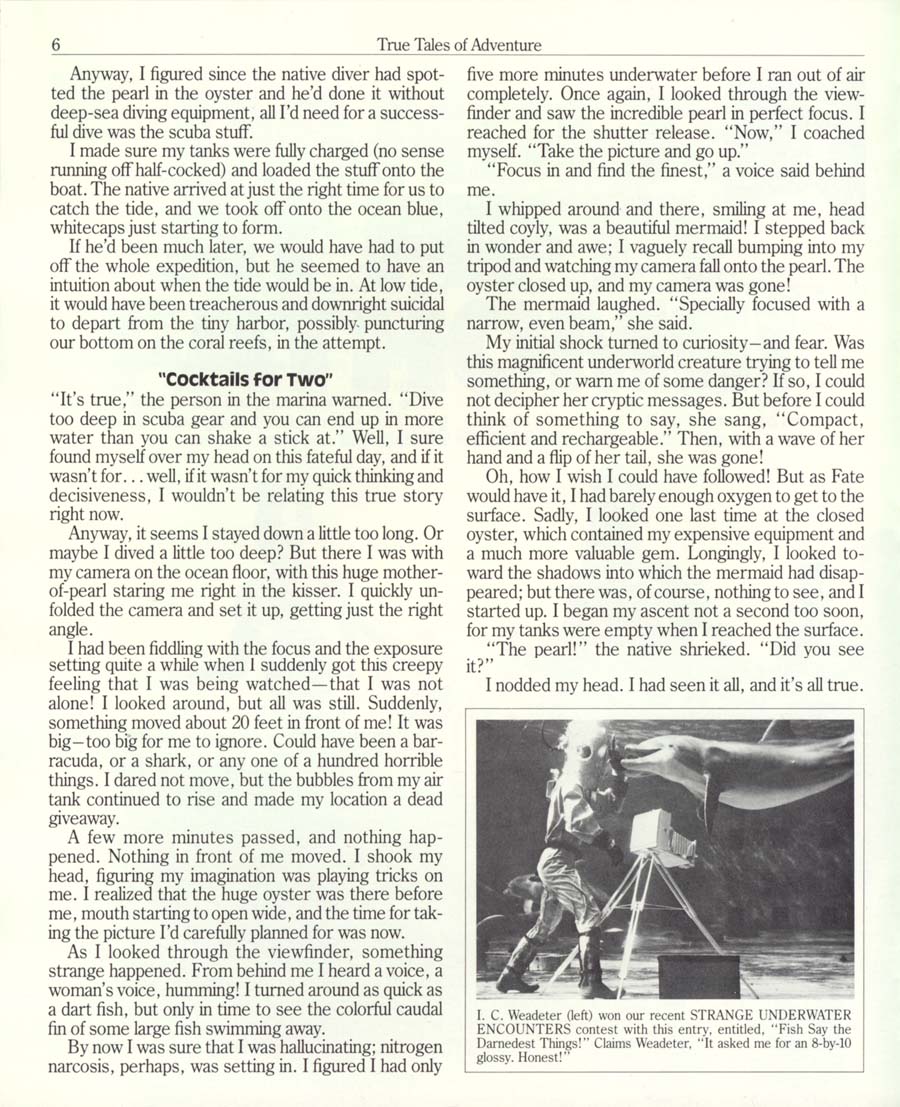 6
True Tales of Adventure
Anyway, I figured since the native diver had spot-
ted the pearl in the oyster and he'd done it without
deep-sea diving equipment, all I'd need for a success-
ful dive was the scuba stuff.
I made sure my tanks were fully charged (no sense
running off half-cocked) and loaded the stuff onto the
boat. The native arrived at just the right time for us to
catch the tide, and we took off onto the ocean blue,
whitecaps just starting to form.
If he'd been much later, we would have had to put
off the whole expedition, but he seemed to have an
intuition about when the tide would be in. At low tide,
it would have been treacherous and downright suicidal
to depart from the tiny harbor, possibly puncturing
our bottom on the coral reefs, in the attempt.
"Cocktails for Two"
"It's true," the person in the marina warned. "Dive
too deep in scuba gear and you can end up in more
water than you can shake a stick at." Well, I sure
found myself over my head on this fateful day, and if it
wasn't for. . . well, if it wasn't for my quick thinking and
decisiveness, I wouldn't be relating this true story
right now.
Anyway, it seems I stayed down a little too long. Or
maybe I dived a little too deep? But there I was with
my camera on the ocean floor, with this huge mother-
of-pearl staring me right in the kisser. I quickly un-
folded the camera and set it up, getting just the right
angle.
I had been fiddling with the focus and the exposure
setting quite a while when I suddenly got this creepy
feeling that I was being watched—that I was not
alone! I looked around, but all was still. Suddenly,
something moved about 20 feet in front of me! It was
big—too big for me to ignore. Could have been a bar-
racuda, or a shark, or any one of a hundred horrible
things. I dared not move, but the bubbles from my air
tank continued to rise and made my location a dead
giveaway.
A few more minutes passed, and nothing hap-
pened. Nothing in front of me moved. I shook my
head, figuring my imagination was playing tricks on
me. I realized that the huge oyster was there before
me, mouth starting to open wide, and the time for tak-
ing the picture I'd carefully planned for was now.
As I looked through the viewfinder, something
strange happened. From behind me I heard a voice, a
woman's voice, humming! I turned around as quick as
a dart fish, but only in time to see the colorful caudal
fin of some large fish swimming away.
By now I was sure that I was hallucinating; nitrogen
narcosis, perhaps, was setting in. I figured I had only
five more minutes underwater before I ran out of air
completely. Once again, I looked through the view-
finder and saw the incredible pearl in perfect focus. I
reached for the shutter release. "Now," I coached
myself. "Take the picture and go up."
"Focus in and find the finest," a voice said behind
me.
I whipped around and there, smiling at me, head
tilted coyly, was a beautiful mermaid! I stepped back
in wonder and awe; I vaguely recall bumping into my
tripod and watching my camera fall onto the pearl. The
oyster closed up, and my camera was gone!
The mermaid laughed. "Specially focused with a
narrow, even beam," she said.
My initial shock turned to curiosity—and fear. Was
this magnificent underworld creature trying to tell me
something, or warn me of some danger? If so, I could
not decipher her cryptic messages. But before I could
think of something to say, she sang, "Compact,
efficient and rechargeable." Then, with a wave of her
hand and a flip of her tail, she was gone!
Oh, how I wish I could have followed! But as Fate
would have it, I had barely enough oxygen to get to the
surface. Sadly, I looked one last time at the closed
oyster, which contained my expensive equipment and
a much more valuable gem. Longingly, I looked to-
ward the shadows into which the mermaid had disap-
peared; but there was, of course, nothing to see, and I
started up. I began my ascent not a second too soon,
for my tanks were empty when I reached the surface.
"The pearl!" the native shrieked. "Did you see
it?"
I nodded my head. I had seen it all, and it's all true.
I. C. Weadeter (left) won our recent STRANGE UNDERWATER
ENCOUNTERS contest with this entry, entitled, "Fish Say the
Darnedest Things!" Claims Weadeter, "It asked me for an 8-by-10
glossy. Honest!"